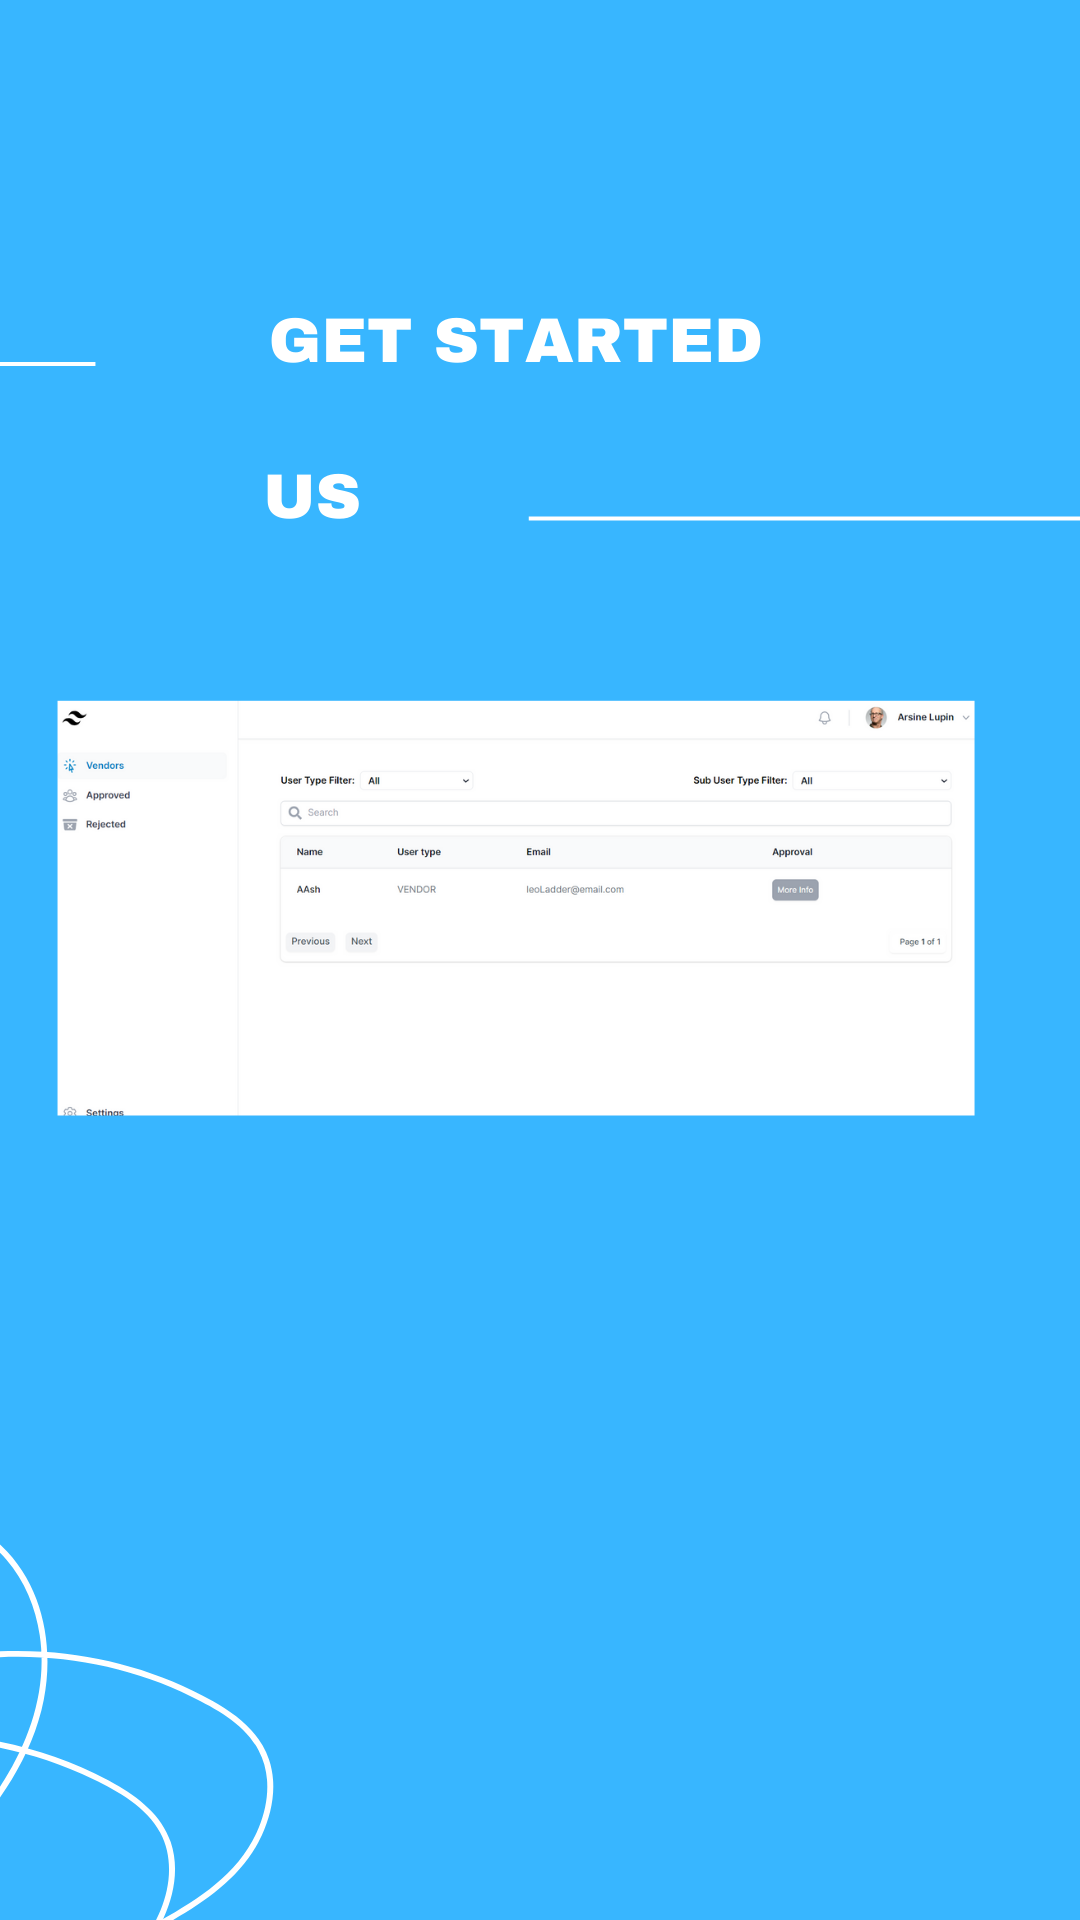 GET STARTED
US
Arsine Lupin
Vendors
Approved
Rejected
User Type Filter: All
Sub User Type Filter: All
Search
Name User type Email Approval
AAsh VENDOR leoLadder@email.com More Info
Previous Next Page 1 of 1
Settings